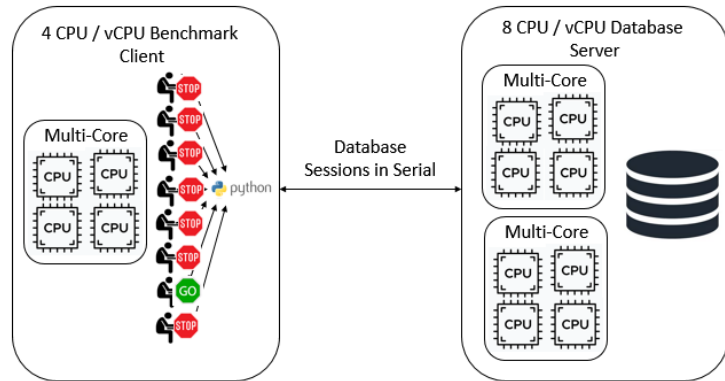 4 CPU / vCPU Benchmark
Client
Multi-Core
CPU
CPU
CPU
CPU
STOP
STOP
STOP
STOP
STOP
STOP
GO
STOP
python
Database
Sessions in Serial
8 CPU / vCPU Database
Server
Multi-Core
CPU
CPU
CPU
CPU
Multi-Core
CPU
CPU
CPU
CPU